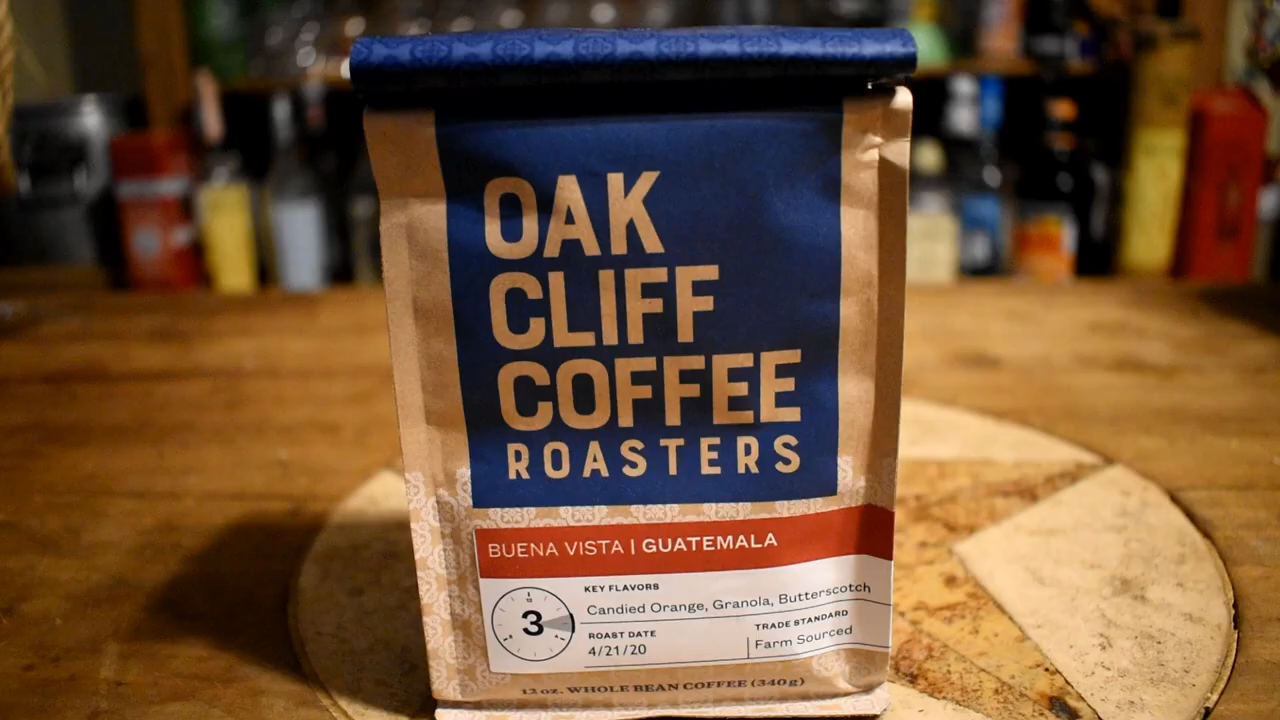 OAK
CLIFF
COFFEE
ROASTERS
BUENA VISTA | GUATEMALA
3
KEY FLAVORS
Candied Orange, Granola, Butterscotch
ROAST DATE
4/21/20
TRADE STANDARD
Farm Sourced
12 oz. WHOLE BEAN COFFEE (340g)